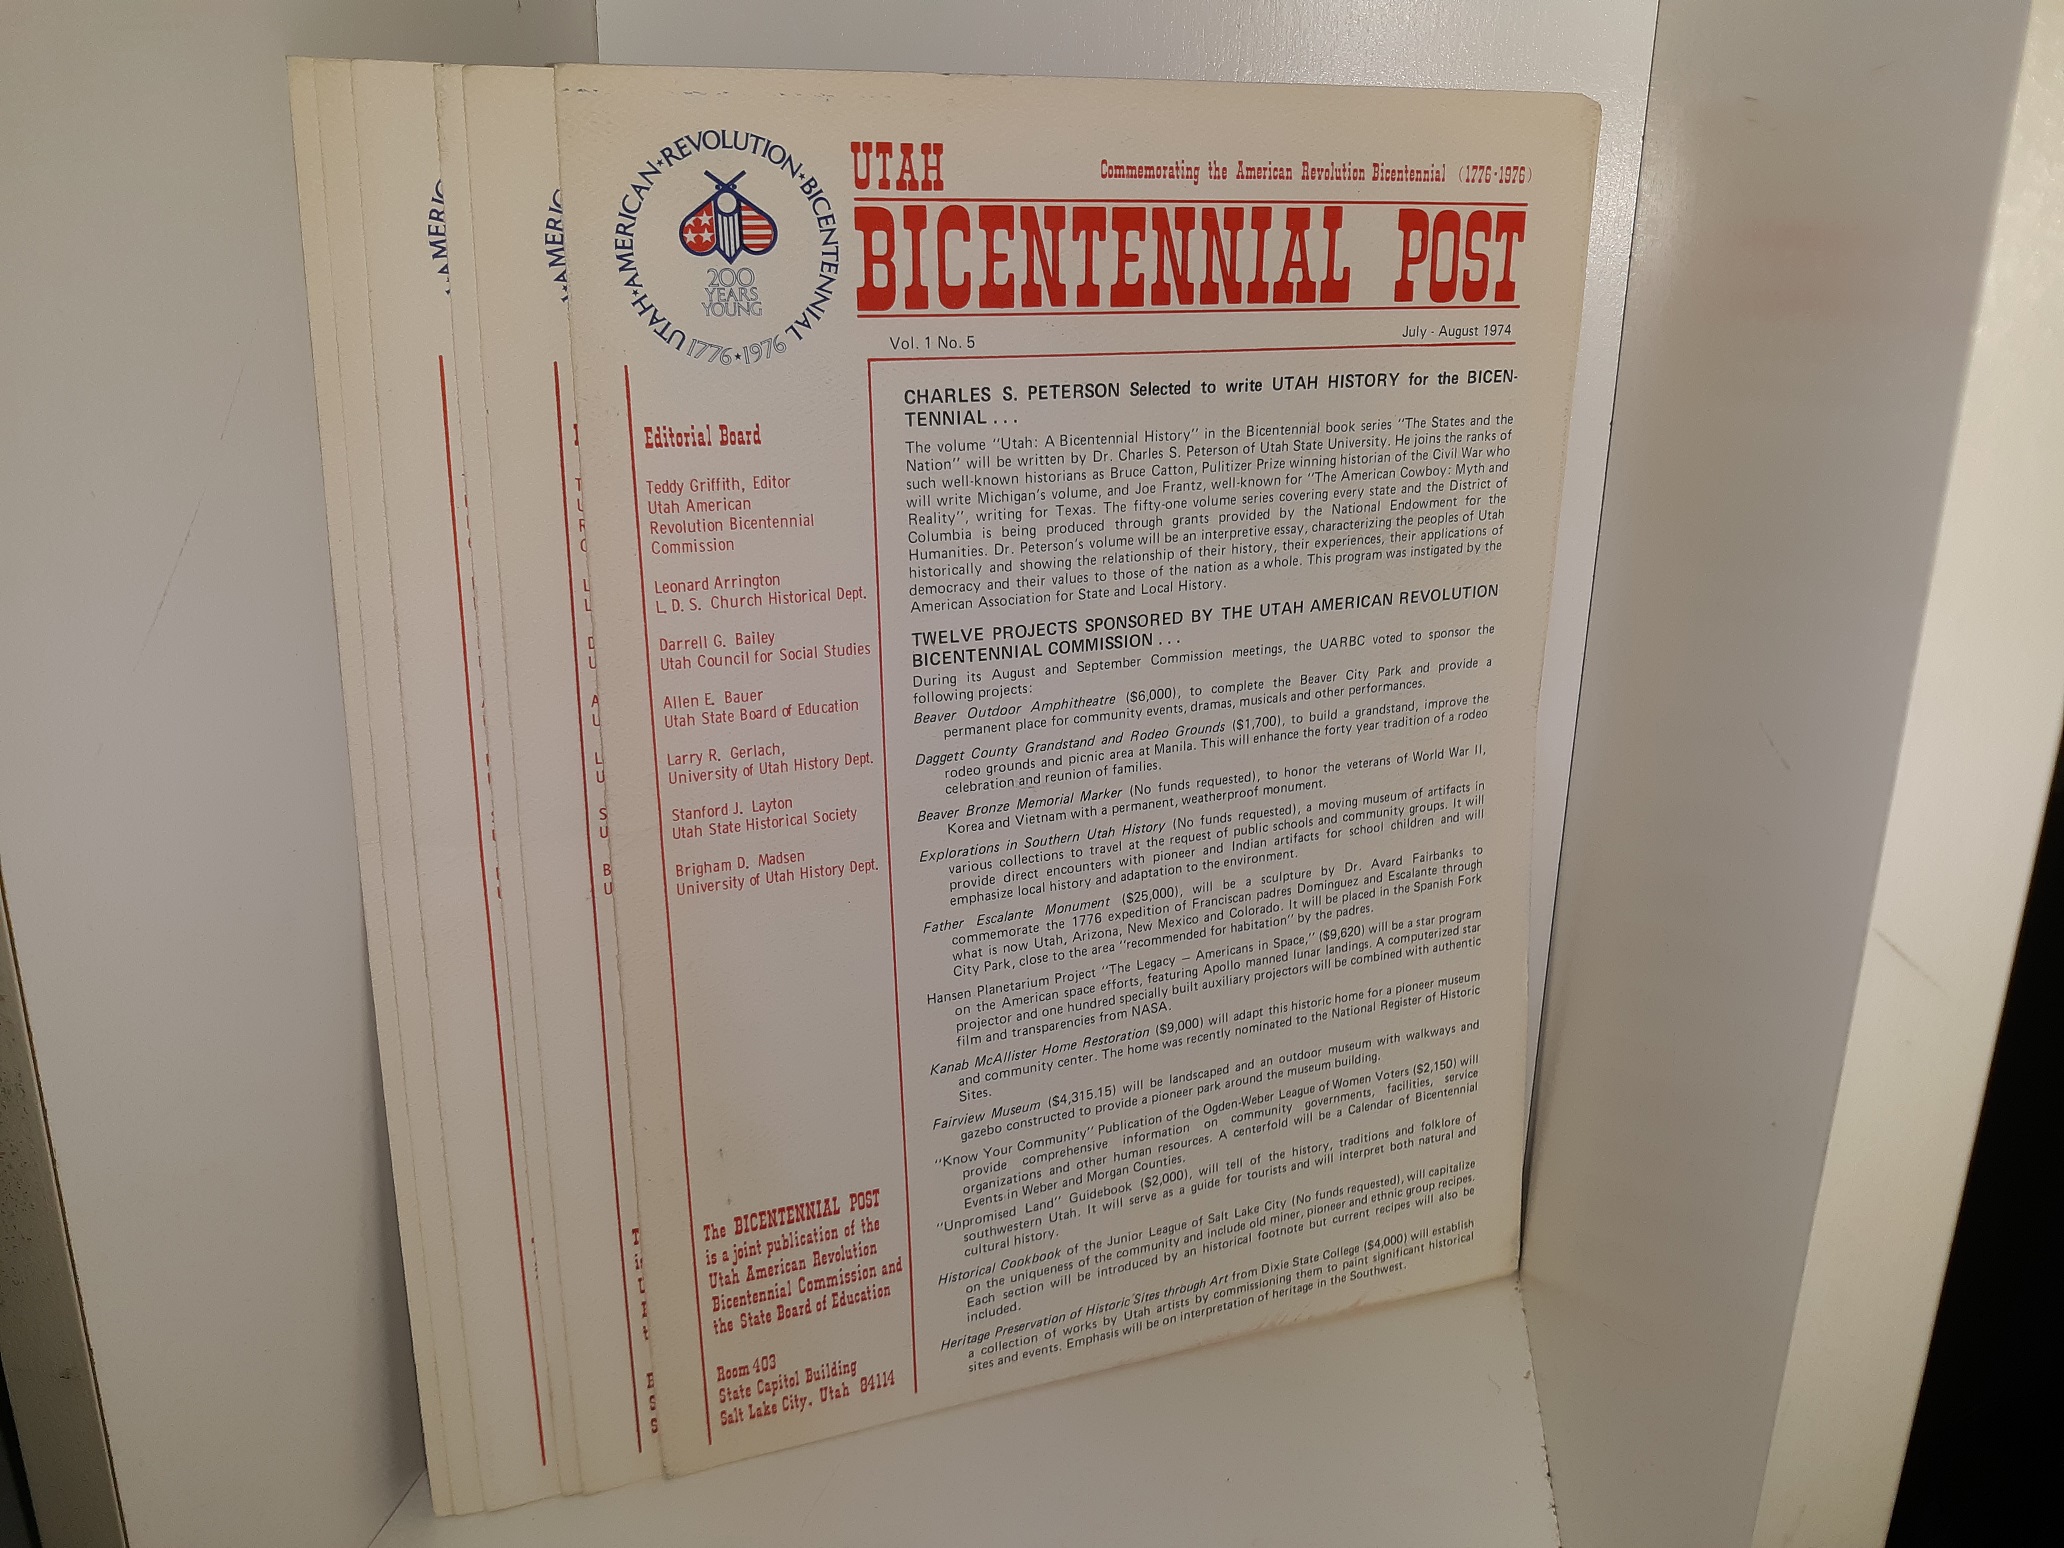 UTAH★AMERICAN★REVOLUTION★BICENTENNIAL
200
YEARS
YOUNG
1776★1976
UTAH
Commemorating the American Revolution Bicentennial (1776-1976)
BICENTENNIAL POST
Vol. 1 No. 5
July - August 1974
Editorial Board
Teddy Griffith, Editor
Utah American
Revolution Bicentennial
Commission
Leonard Arrington
L. D. S. Church Historical Dept.
Darrell G. Bailey
Utah Council for Social Studies
Allen E. Bauer
Utah State Board of Education
Larry R. Gerlach,
University of Utah History Dept.
Stanford J. Layton
Utah State Historical Society
Brigham D. Madsen
University of Utah History Dept.
The BICENTENNIAL POST
is a joint publication of the
Utah American Revolution
Bicentennial Commission and
the State Board of Education
Room 403
State Capitol Building
Salt Lake City, Utah 84114
CHARLES S. PETERSON Selected to write UTAH HISTORY for the BICEN-
TENNIAL . . .
The volume "Utah: A Bicentennial History" in the Bicentennial book series "The States and the
Nation" will be written by Dr. Charles S. Peterson of Utah State University. He joins the ranks of
such well-known historians as Bruce Catton, Pulitizer Prize winning historian of the Civil War who
will write Michigan's volume, and Joe Frantz, well-known for "The American Cowboy: Myth and
Reality", writing for Texas. The fifty-one volume series covering every state and the District of
Columbia is being produced through grants provided by the National Endowment for the
Humanities. Dr. Peterson's volume will be an interpretive essay, characterizing the peoples of Utah
historically and showing the relationship of their history, their experiences, their applications of
democracy and their values to those of the nation as a whole. This program was instigated by the
American Association for State and Local History.
TWELVE PROJECTS SPONSORED BY THE UTAH AMERICAN REVOLUTION
BICENTENNIAL COMMISSION . . .
During its August and September Commission meetings, the UARBC voted to sponsor the
following projects:
Beaver Outdoor Amphitheatre ($6,000), to complete the Beaver City Park and provide a
permanent place for community events, dramas, musicals and other performances.
Daggett County Grandstand and Rodeo Grounds ($1,700), to build a grandstand, improve the
rodeo grounds and picnic area at Manila. This will enhance the forty year tradition of a rodeo
celebration and reunion of families.
Beaver Bronze Memorial Marker (No funds requested), to honor the veterans of World War II,
Korea and Vietnam with a permanent, weatherproof monument.
Explorations in Southern Utah History (No funds requested), a moving museum of artifacts in
various collections to travel at the request of public schools and community groups. It will
provide direct encounters with pioneer and Indian artifacts for school children and will
emphasize local history and adaptation to the environment.
Father Escalante Monument ($25,000), will be a sculpture by Dr. Avard Fairbanks to
commemorate the 1776 expedition of Franciscan padres Dominguez and Escalante through
what is now Utah, Arizona, New Mexico and Colorado. It will be placed in the Spanish Fork
City Park, close to the area "recommended for habitation" by the padres.
Hansen Planetarium Project "The Legacy – Americans in Space," ($9,620) will be a star program
on the American space efforts, featuring Apollo manned lunar landings. A computerized star
projector and one hundred specially built auxiliary projectors will be combined with authentic
film and transparencies from NASA.
Kanab McAllister Home Restoration ($9,000) will adapt this historic home for a pioneer museum
and community center. The home was recently nominated to the National Register of Historic
Sites.
Fairview Museum ($4,315.15) will be landscaped and an outdoor museum with walkways and
gazebo constructed to provide a pioneer park around the museum building.
"Know Your Community" Publication of the Ogden-Weber League of Women Voters ($2,150) will
provide comprehensive information on community governments, facilities, service
organizations and other human resources. A centerfold will be a Calendar of Bicentennial
Events in Weber and Morgan Counties.
"Unpromised Land" Guidebook ($2,000), will tell of the history, traditions and folklore of
southwestern Utah. It will serve as a guide for tourists and will interpret both natural and
cultural history.
Historical Cookbook of the Junior League of Salt Lake City (No funds requested), will capitalize
on the uniqueness of the community and include old miner, pioneer and ethnic group recipes.
Each section will be introduced by an historical footnote but current recipes will also be
included.
Heritage Preservation of Historic Sites through Art from Dixie State College ($4,000) will establish
a collection of works by Utah artists by commissioning them to paint significant historical
sites and events. Emphasis will be on interpretation of heritage in the Southwest.